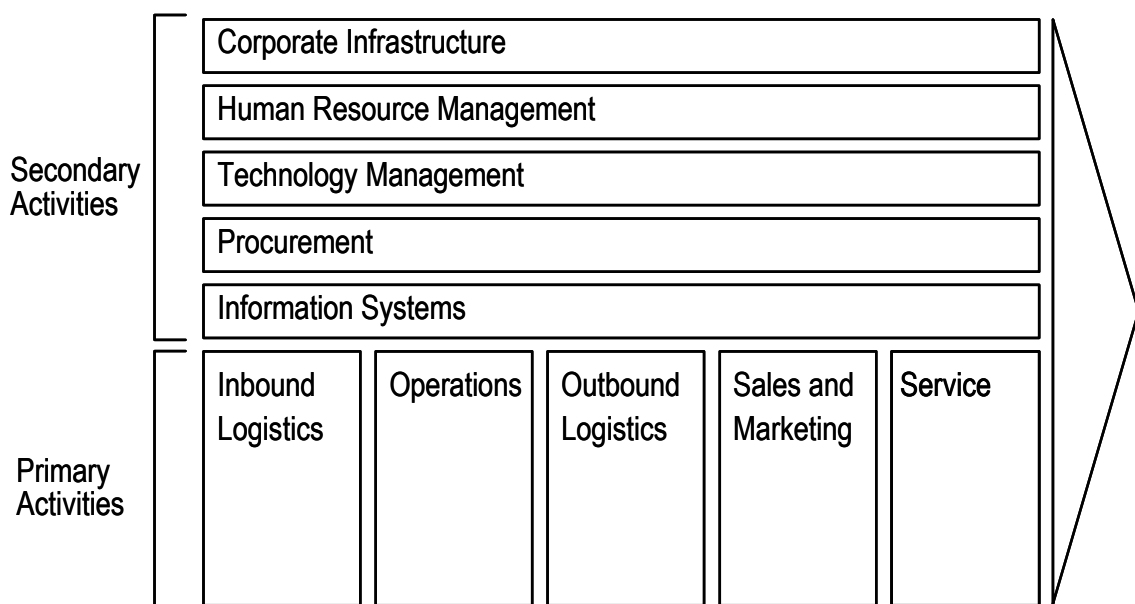 Corporate Infrastructure
Human Resource Management
Secondary
Activities
Technology Management
Procurement
Information Systems
Inbound
Logistics
Operations
Outbound
Logistics
Sales and
Marketing
Service
Primary
Activities